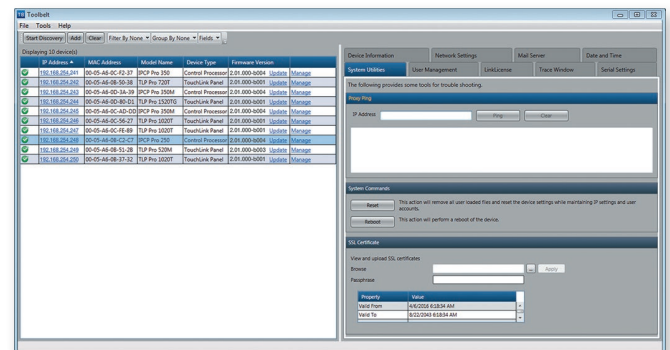 Toolbelt
File Tools Help
Start Discovery Add Clear Filter By None Group By None Fields
Displaying 10 device(s)
IP Address MAC Address Model Name Device Type Firmware Version
192.168.254.241 00-05-A6-0C-F2-37 IPCP Pro 350 Control Processor 2.01.000-b004 Update Manage
192.168.254.242 00-05-A6-0B-50-38 TLP Pro 720T TouchLink Panel 2.01.000-b001 Update Manage
192.168.254.243 00-05-A6-0D-3A-39 IPCP Pro 350M Control Processor 2.01.000-b004 Update Manage
192.168.254.244 00-05-A6-0D-80-D1 TLP Pro 1520TG TouchLink Panel 2.01.000-b001 Update Manage
192.168.254.245 00-05-A6-0C-AD-DD IPCP Pro 350M Control Processor 2.01.000-b004 Update Manage
192.168.254.246 00-05-A6-0C-56-27 TLP Pro 1020T TouchLink Panel 2.01.000-b001 Update Manage
192.168.254.247 00-05-A6-0C-FE-89 TLP Pro 1020T TouchLink Panel 2.01.000-b001 Update Manage
192.168.254.248 00-05-A6-08-C2-C7 IPCP Pro 250 Control Processor 2.01.000-b004 Update Manage
192.168.254.249 00-05-A6-0B-51-2B TLP Pro 520M TouchLink Panel 2.01.000-b003 Update Manage
192.168.254.250 00-05-A6-0B-37-32 TLP Pro 1020T TouchLink Panel 2.01.000-b001 Update Manage
Device Information Network Settings Mail Server Date and Time
System Utilities User Management LinkLicense Trace Window Serial Settings
The following provides some tools for trouble shooting.
Proxy Ping
IP Address Ping Clear
System Commands
Reset This action will remove all user loaded files and reset the device settings while maintaining IP settings and user
accounts.
Reboot This action will perform a reboot of the device.
SSL Certificate
View and upload SSL certificates
Browse ... Apply
Passphrase
Property Value
Valid From 4/6/2016 6:18:34 AM
Valid To 8/22/2043 6:18:34 AM